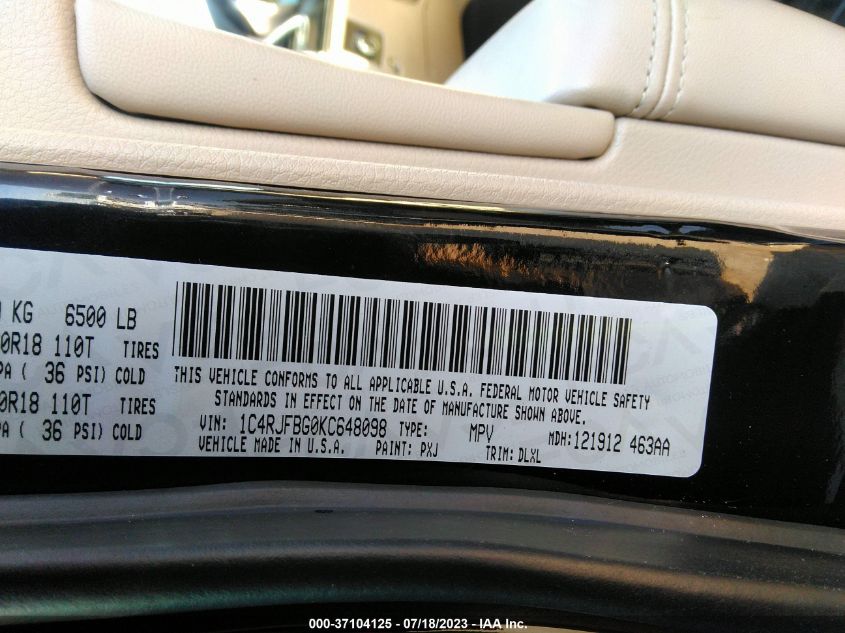 KG 6500 LB
0R18 110T TIRES
PA ( 36 PSI) COLD
0R18 110T TIRES
PA ( 36 PSI) COLD
THIS VEHICLE CONFORMS TO ALL APPLICABLE U.S.A. FEDERAL MOTOR VEHICLE SAFETY
STANDARDS IN EFFECT ON THE DATE OF MANUFACTURE SHOWN ABOVE.
VIN: 1C4RJFBG0KC648098 TYPE: MPV MDH:121912 463AA
VEHICLE MADE IN U.S.A. PAINT: PXJ TRIM: DLXL
000-37104125 - 07/18/2023 - IAA Inc.